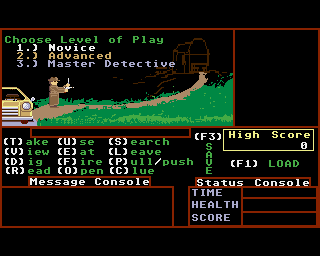 Choose Level of Play
1.) Novice
2.) Advanced
3.) Master Detective
(T)ake (U)se (S)earch
(V)iew (E)at (L)eave
(D)ig (F)ire (P)ull/push
(R)ead (O)pen (C)lue
(F3)
SAVE
High Score
0
(F1) LOAD
Message Console
Status Console
TIME
HEALTH
SCORE